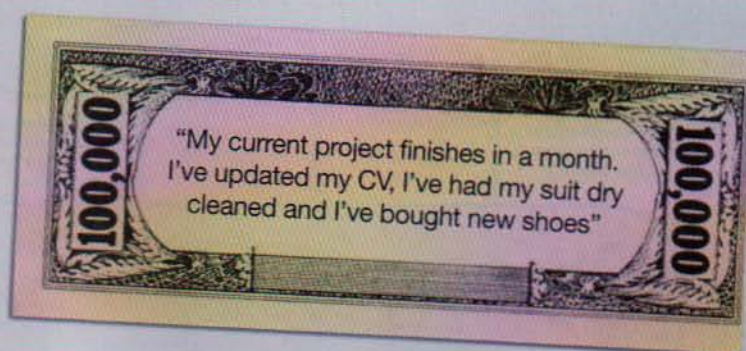 100,000
"My current project finishes in a month.
I've updated my CV, I've had my suit dry
cleaned and I've bought new shoes"
100,000